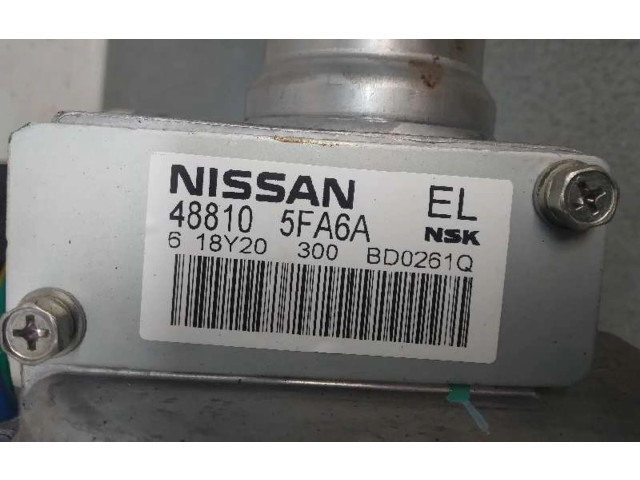 NISSAN EL
48810 5FA6A NSK
6 18Y20 300 BD0261Q